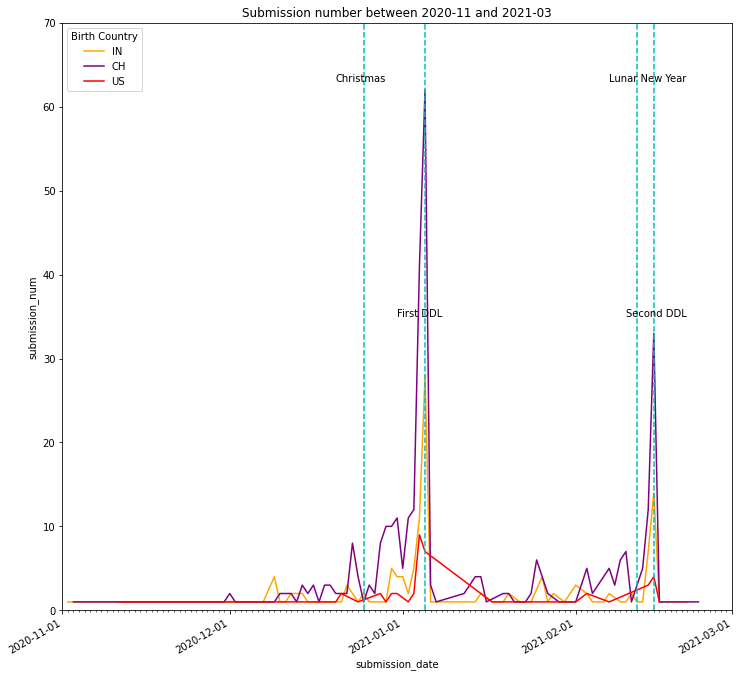 Submission number between 2020-11 and 2021-03
Birth Country
IN
CH
US
Christmas
Lunar New Year
First DDL
Second DDL
submission_num
70
60
50
40
30
20
10
0
2020-11-01
2020-12-01
2021-01-01
2021-02-01
2021-03-01
submission_date